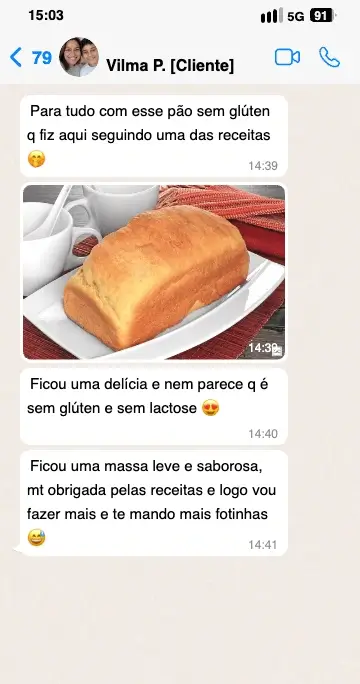 15:03
5G 91
79
Vilma P. [Cliente]
Para tudo com esse pão sem glúten
q fiz aqui seguindo uma das receitas
🤭
14:39
14:39
Ficou uma delícia e nem parece q é
sem glúten e sem lactose 😍
14:40
Ficou uma massa leve e saborosa,
mt obrigada pelas receitas e logo vou
fazer mais e te mando mais fotinhas
😅
14:41